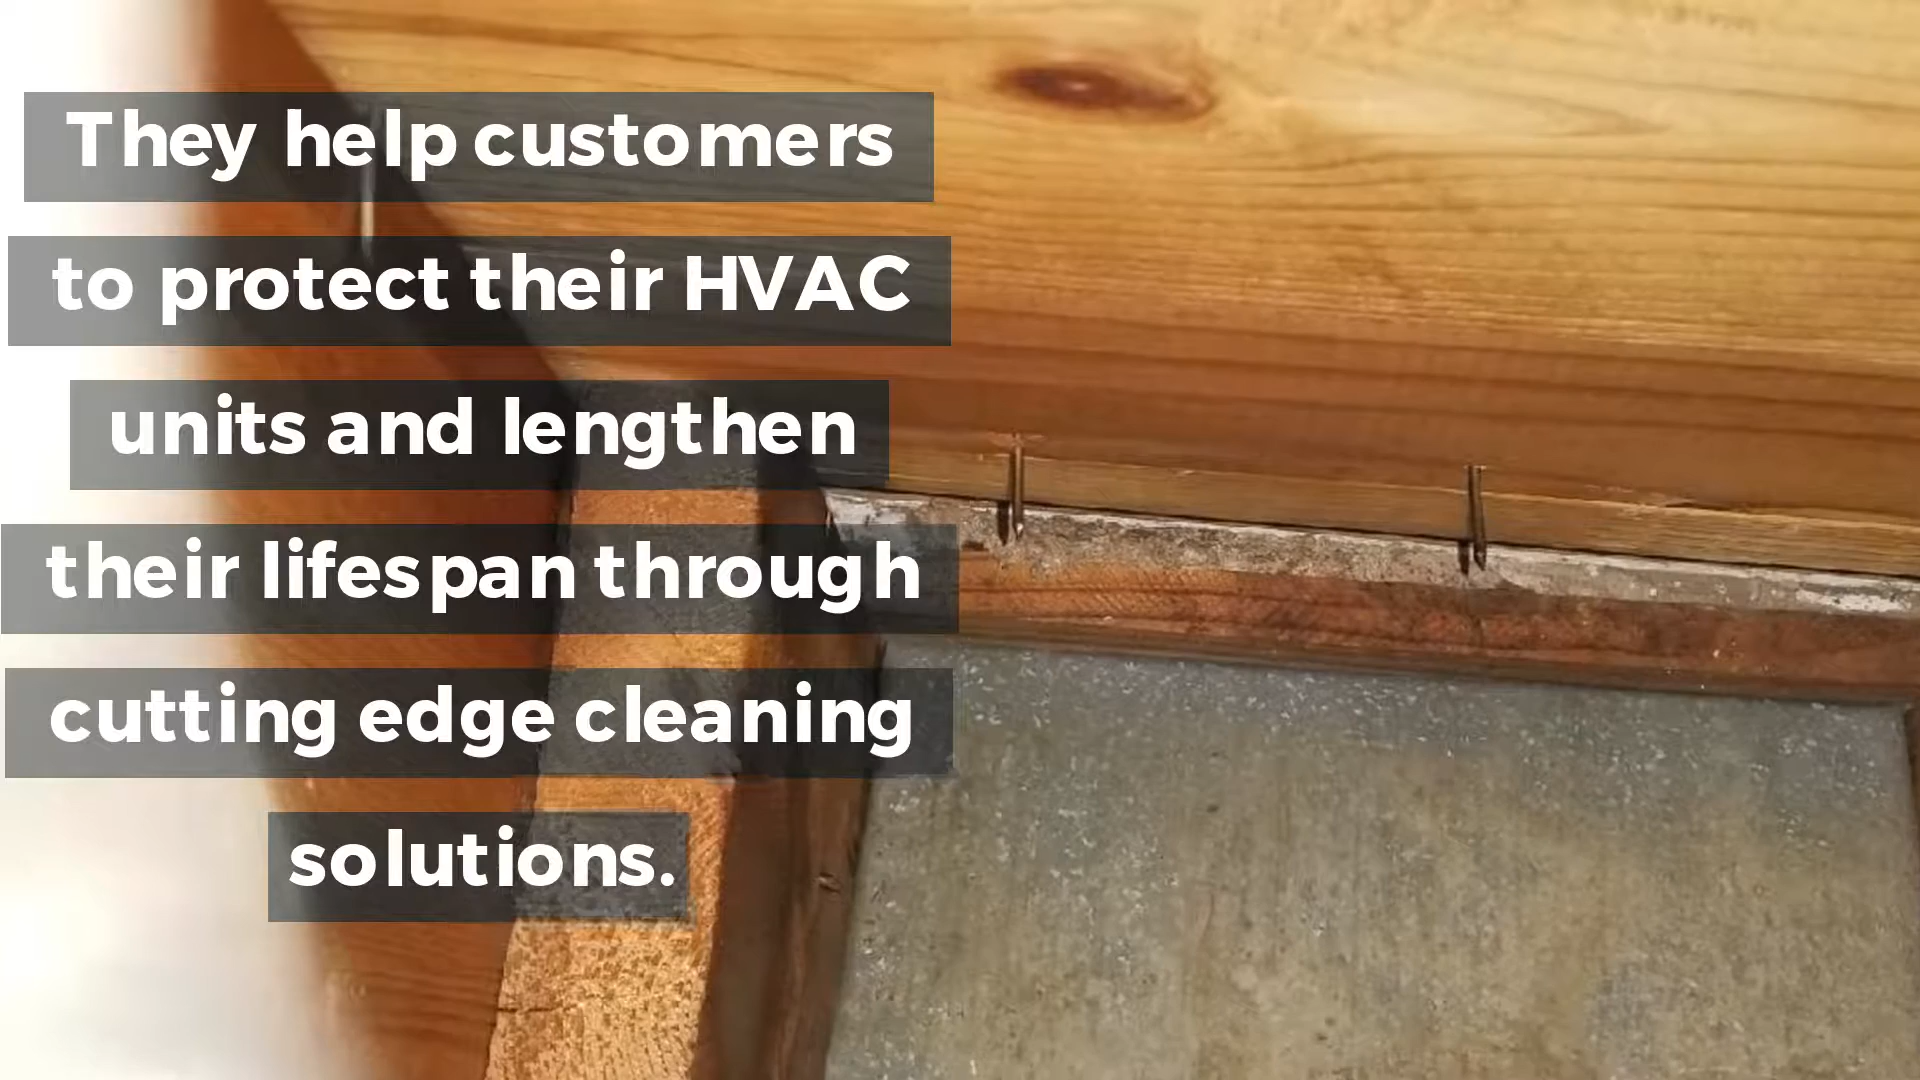 They help customers
to protect their HVAC
units and lengthen
their lifespan through
cutting edge cleaning
solutions.